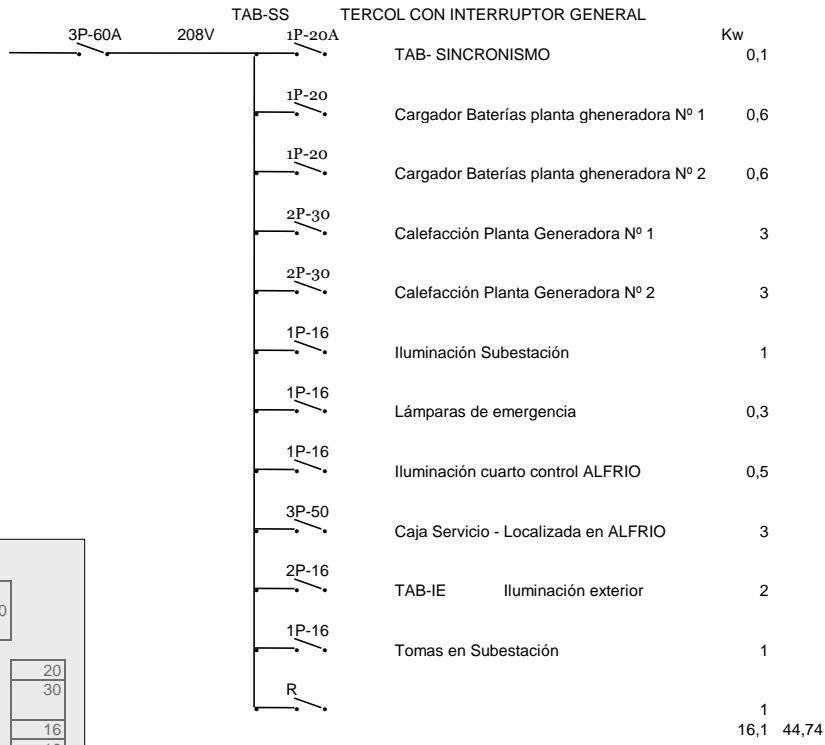 TAB-SS TERCOL CON INTERRUPTOR GENERAL
3P-60A 208V 1P-20A Kw
TAB- SINCRONISMO 0,1
1P-20
Cargador Baterías planta gheneradora Nº 1 0,6
1P-20
Cargador Baterías planta gheneradora Nº 2 0,6
2P-30
Calefacción Planta Generadora Nº 1 3
2P-30
Calefacción Planta Generadora Nº 2 3
1P-16
Iluminación Subestación 1
1P-16
Lámparas de emergencia 0,3
1P-16
Iluminación cuarto control ALFRIO 0,5
3P-50
Caja Servicio - Localizada en ALFRIO 3
2P-16
TAB-IE Iluminación exterior 2
1P-16
Tomas en Subestación 1
20
30
R
1
16
16,1 44,74